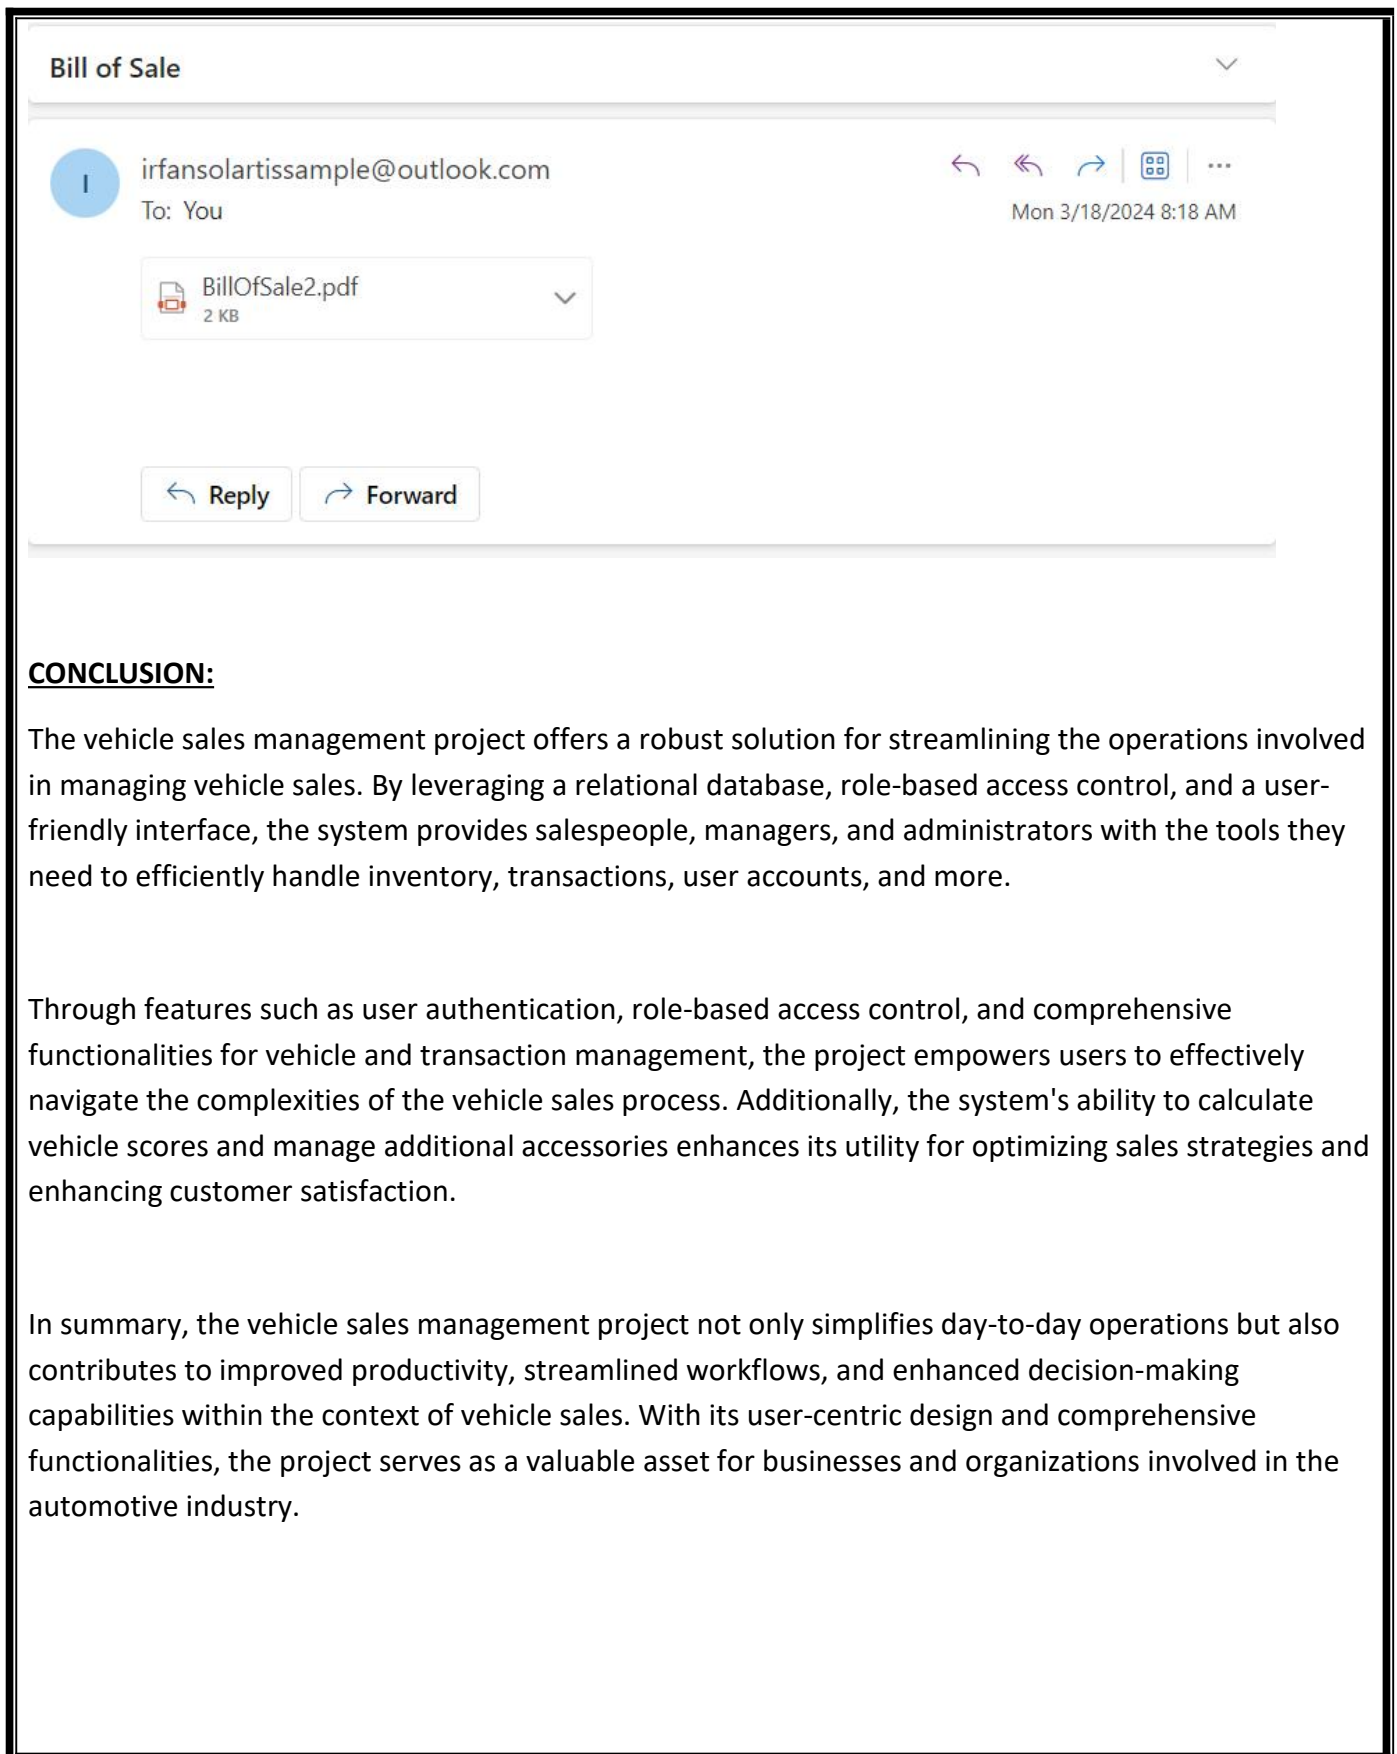 Bill of Sale
I
irfansolartissample@outlook.com
To: You
Mon 3/18/2024 8:18 AM
BillOfSale2.pdf
2 KB
Reply
Forward
CONCLUSION:
The vehicle sales management project offers a robust solution for streamlining the operations involved
in managing vehicle sales. By leveraging a relational database, role-based access control, and a user-
friendly interface, the system provides salespeople, managers, and administrators with the tools they
need to efficiently handle inventory, transactions, user accounts, and more.
Through features such as user authentication, role-based access control, and comprehensive
functionalities for vehicle and transaction management, the project empowers users to effectively
navigate the complexities of the vehicle sales process. Additionally, the system's ability to calculate
vehicle scores and manage additional accessories enhances its utility for optimizing sales strategies and
enhancing customer satisfaction.
In summary, the vehicle sales management project not only simplifies day-to-day operations but also
contributes to improved productivity, streamlined workflows, and enhanced decision-making
capabilities within the context of vehicle sales. With its user-centric design and comprehensive
functionalities, the project serves as a valuable asset for businesses and organizations involved in the
automotive industry.